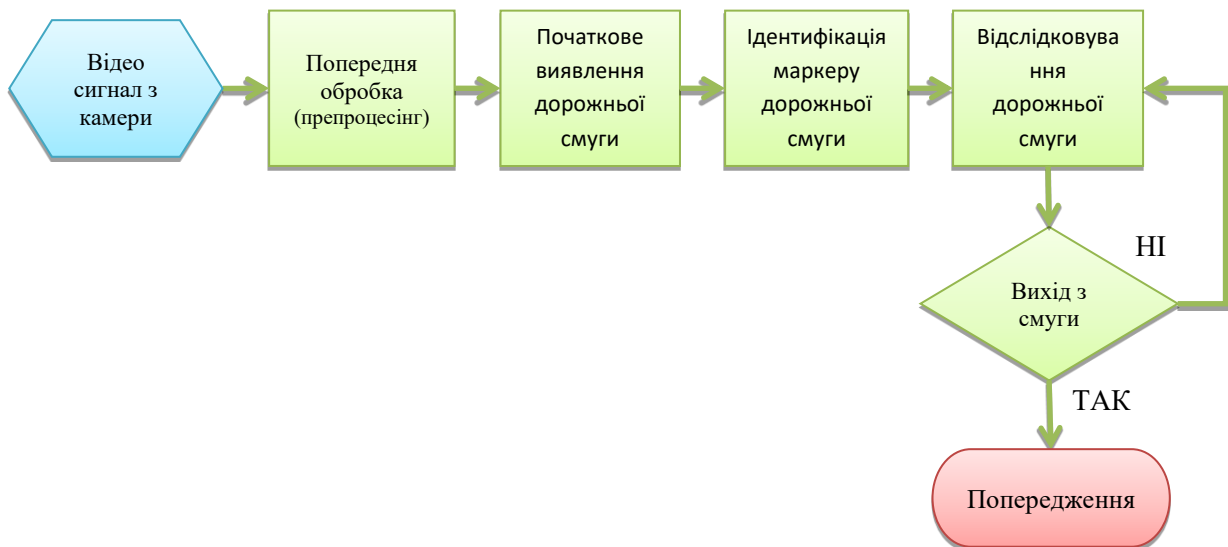 Відео
сигнал з
камери
Попередня
обробка
(препроцесінг)
Початкове
виявлення
дорожньої
смуги
Ідентифікація
маркеру
дорожньої
смуги
Відслідковува
ння
дорожньої
смуги
НІ
Вихід з
смуги
ТАК
Попередження